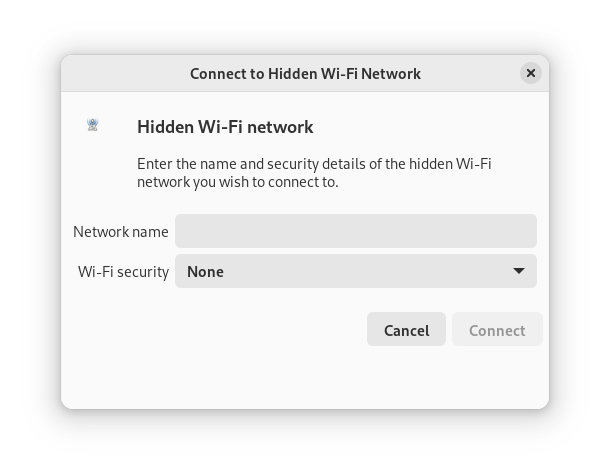 Connect to Hidden Wi-Fi Network
Hidden Wi-Fi network
Enter the name and security details of the hidden Wi-Fi
network you wish to connect to.
Network name
Wi-Fi security None
Cancel Connect